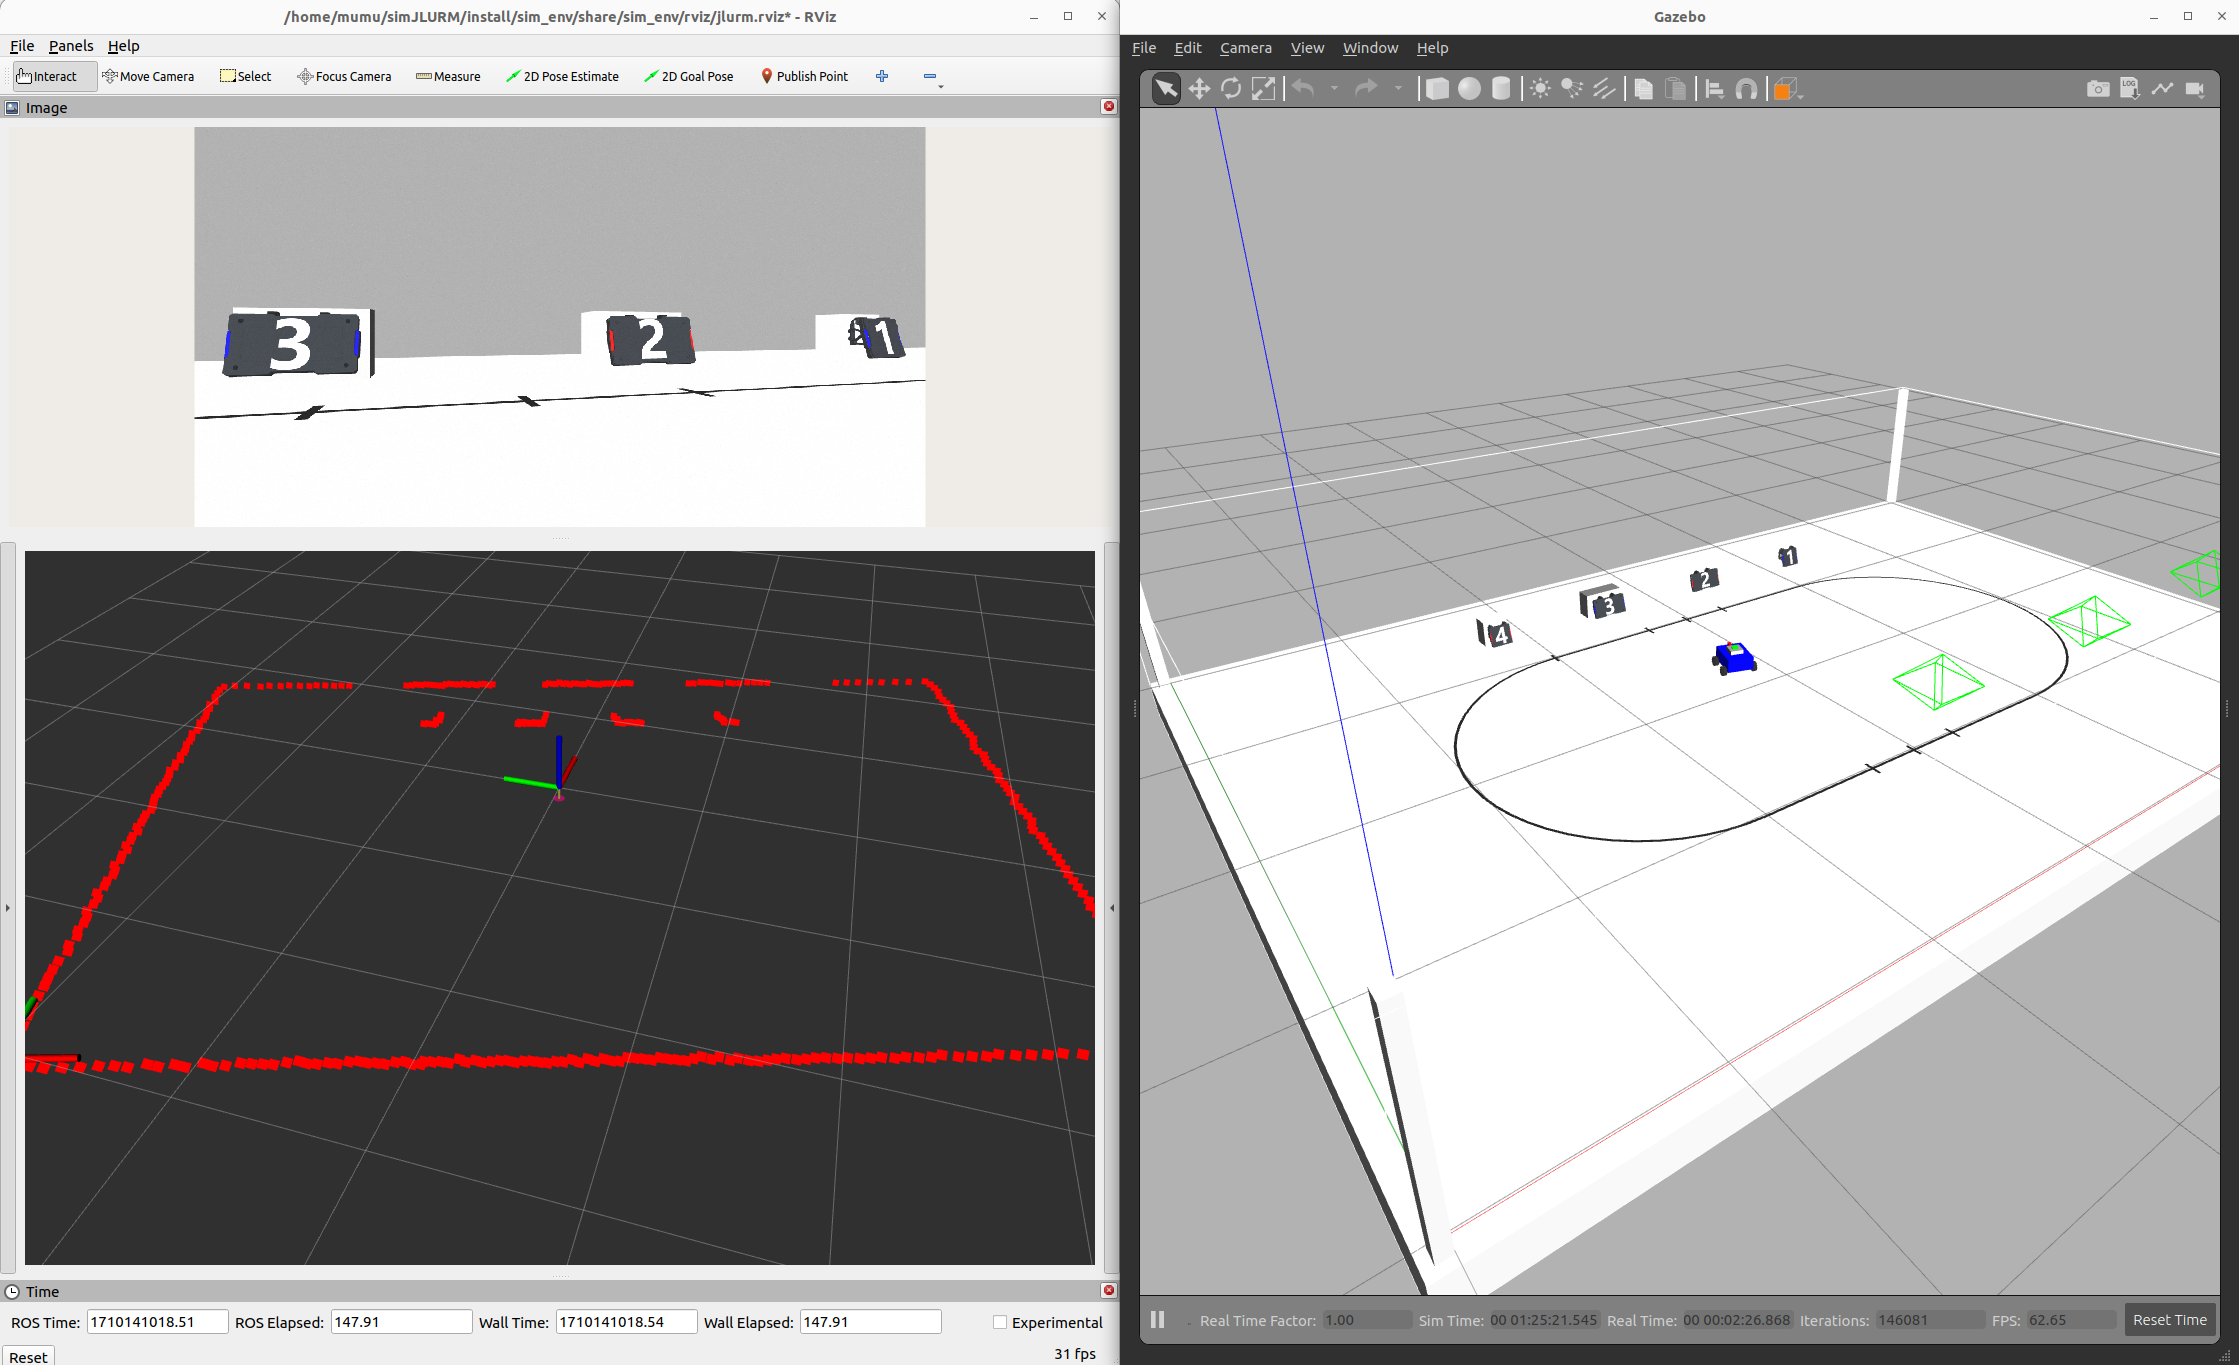 /home/mumu/simJLURM/install/sim_env/share/sim_env/rviz/jlurm.rviz* - RViz
File Panels Help
Interact Move Camera Select Focus Camera Measure 2D Pose Estimate 2D Goal Pose Publish Point
Image
3 2 1
Time
ROS Time: 1710141018.51 ROS Elapsed: 147.91 Wall Time: 1710141018.54 Wall Elapsed: 147.91 Experimental
Reset 31 fps
Gazebo
File Edit Camera View Window Help
LOG
1
2
3
4
Real Time Factor: 1.00 Sim Time: 00 01:25:21.545 Real Time: 00 00:02:26.868 Iterations: 146081 FPS: 62.65 Reset Time